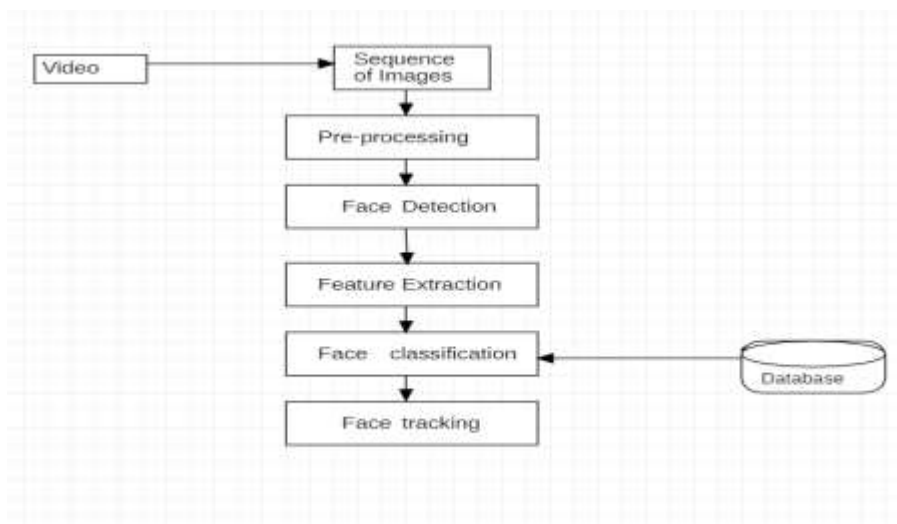 Video
Sequence
of Images
Pre-processing
Face Detection
Feature Extraction
Face classification
Database
Face tracking